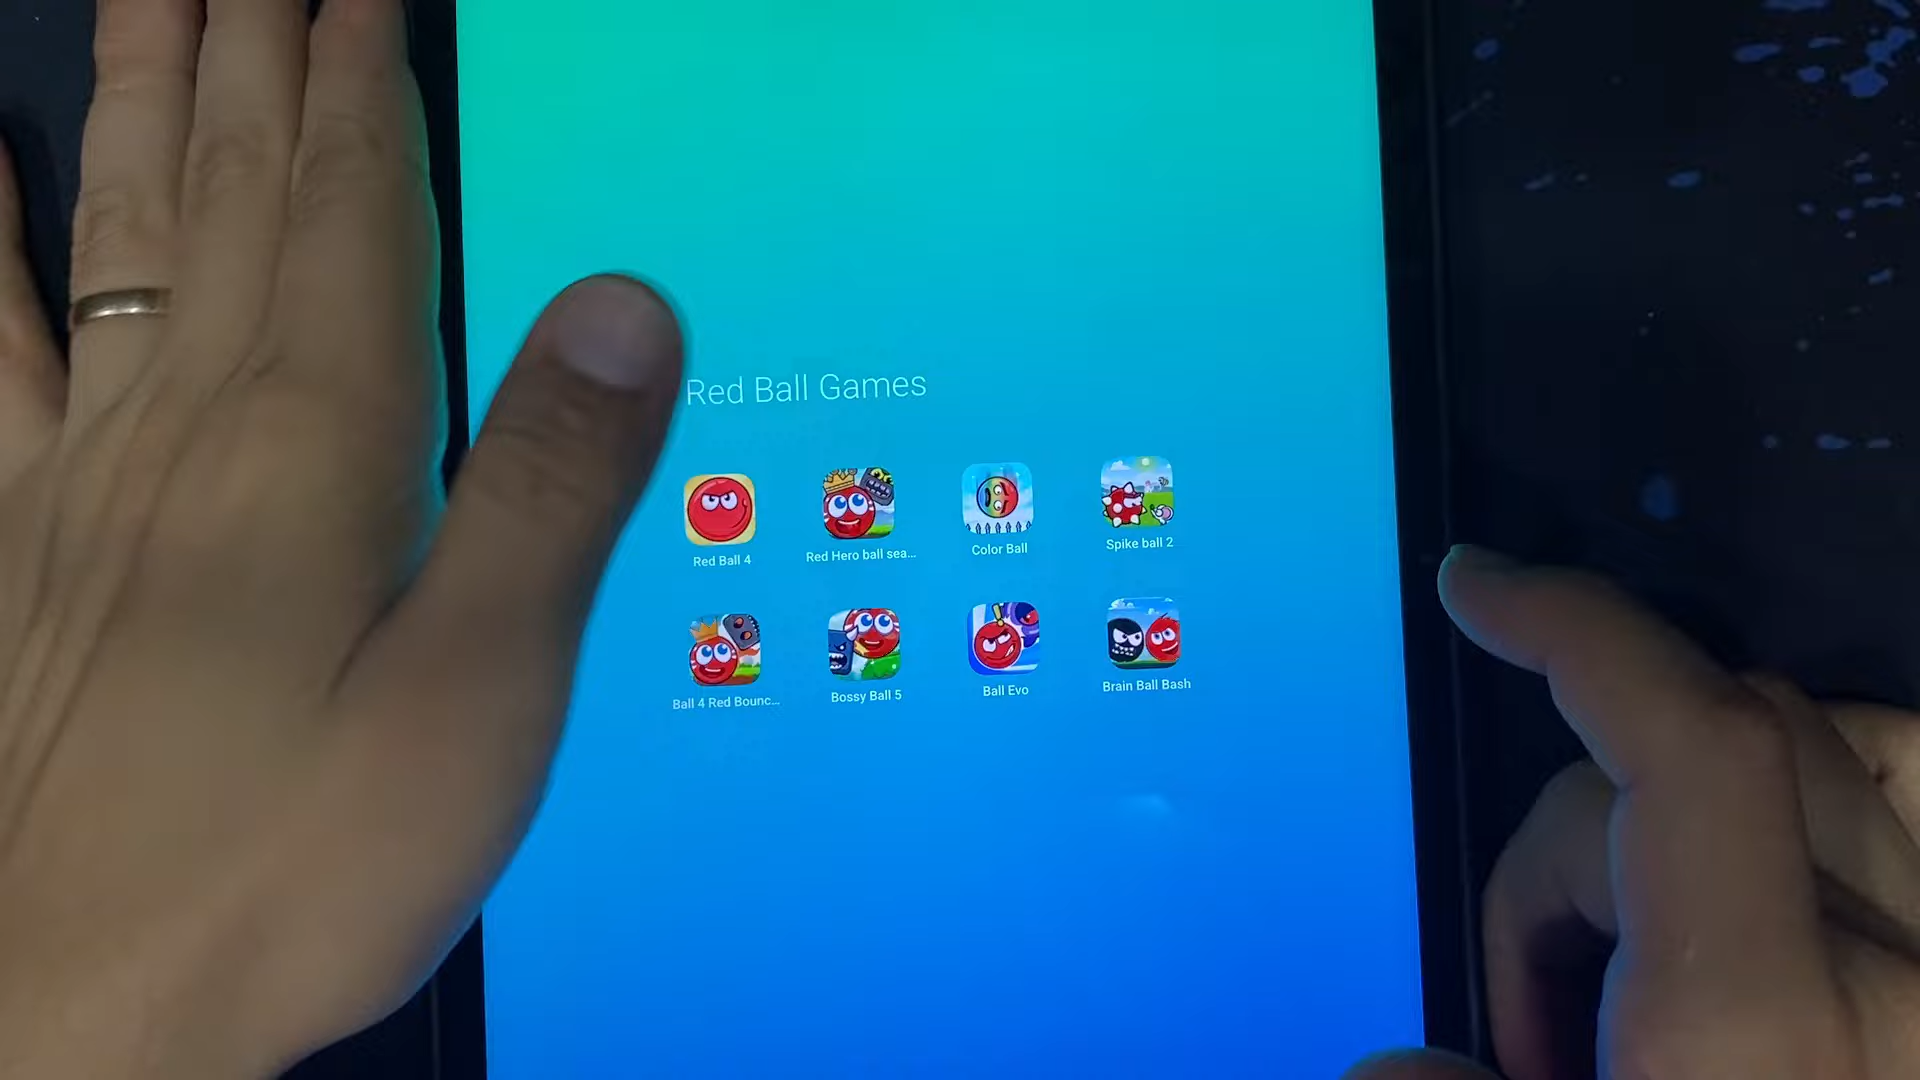 Red Ball Games
Red Ball 4
Red Hero ball sea...
Color Ball
Spike ball 2
Ball 4 Red Bounc...
Bossy Ball 5
Ball Evo
Brain Ball Bash